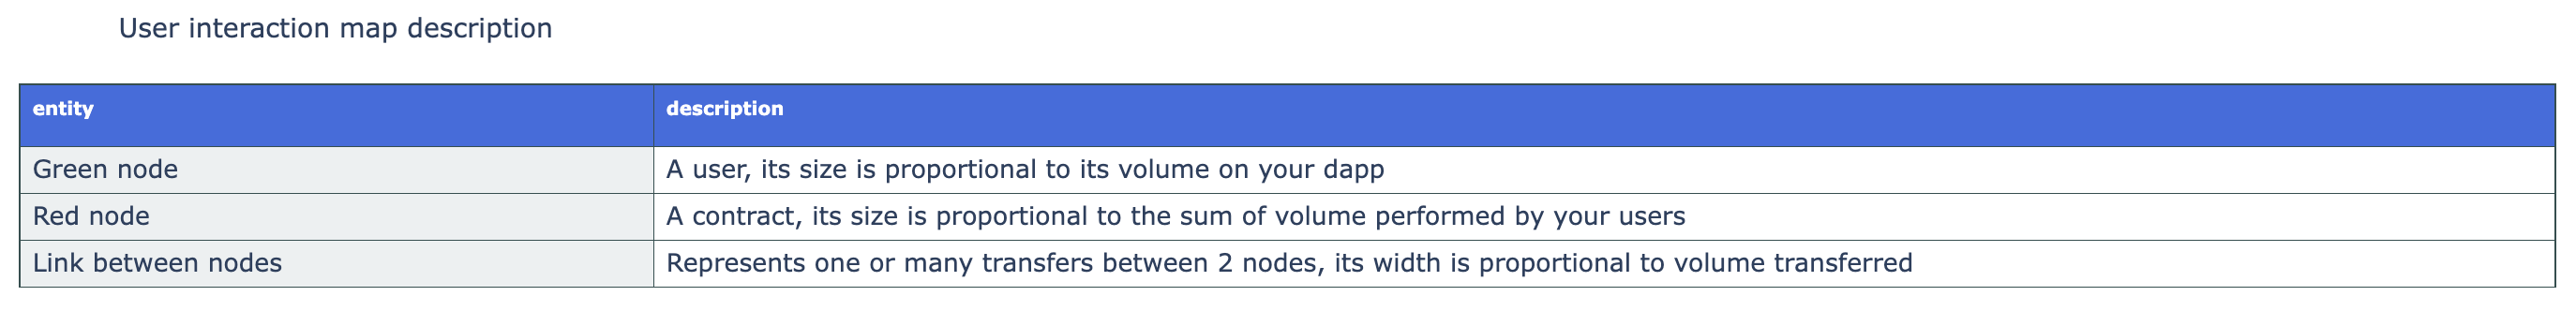 User interaction map description
entity description
Green node A user, its size is proportional to its volume on your dapp
Red node A contract, its size is proportional to the sum of volume performed by your users
Link between nodes Represents one or many transfers between 2 nodes, its width is proportional to volume transferred